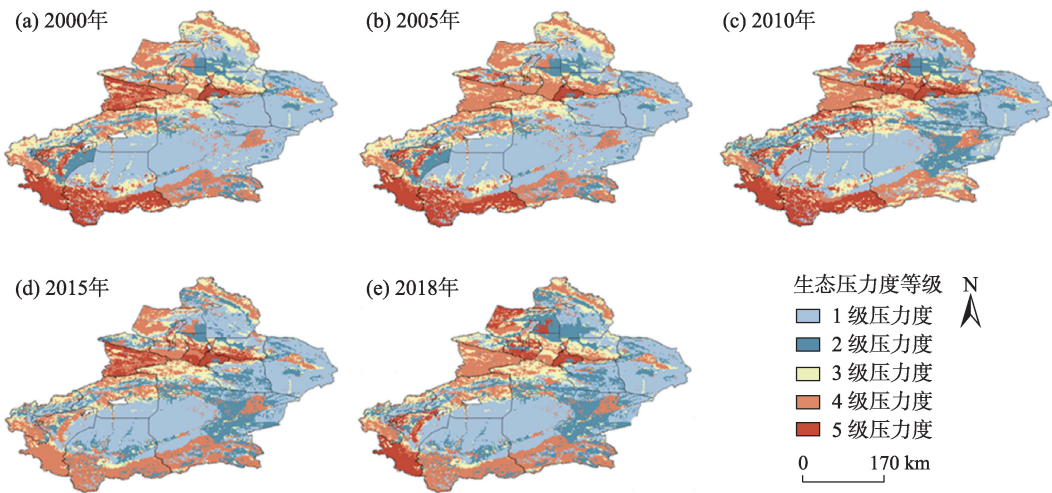 (a) 2000年
(b) 2005年
(c) 2010年
(d) 2015年
(e) 2018年
生态压力度等级
N
1 级压力度
2 级压力度
3 级压力度
4 级压力度
5 级压力度
0 170 km